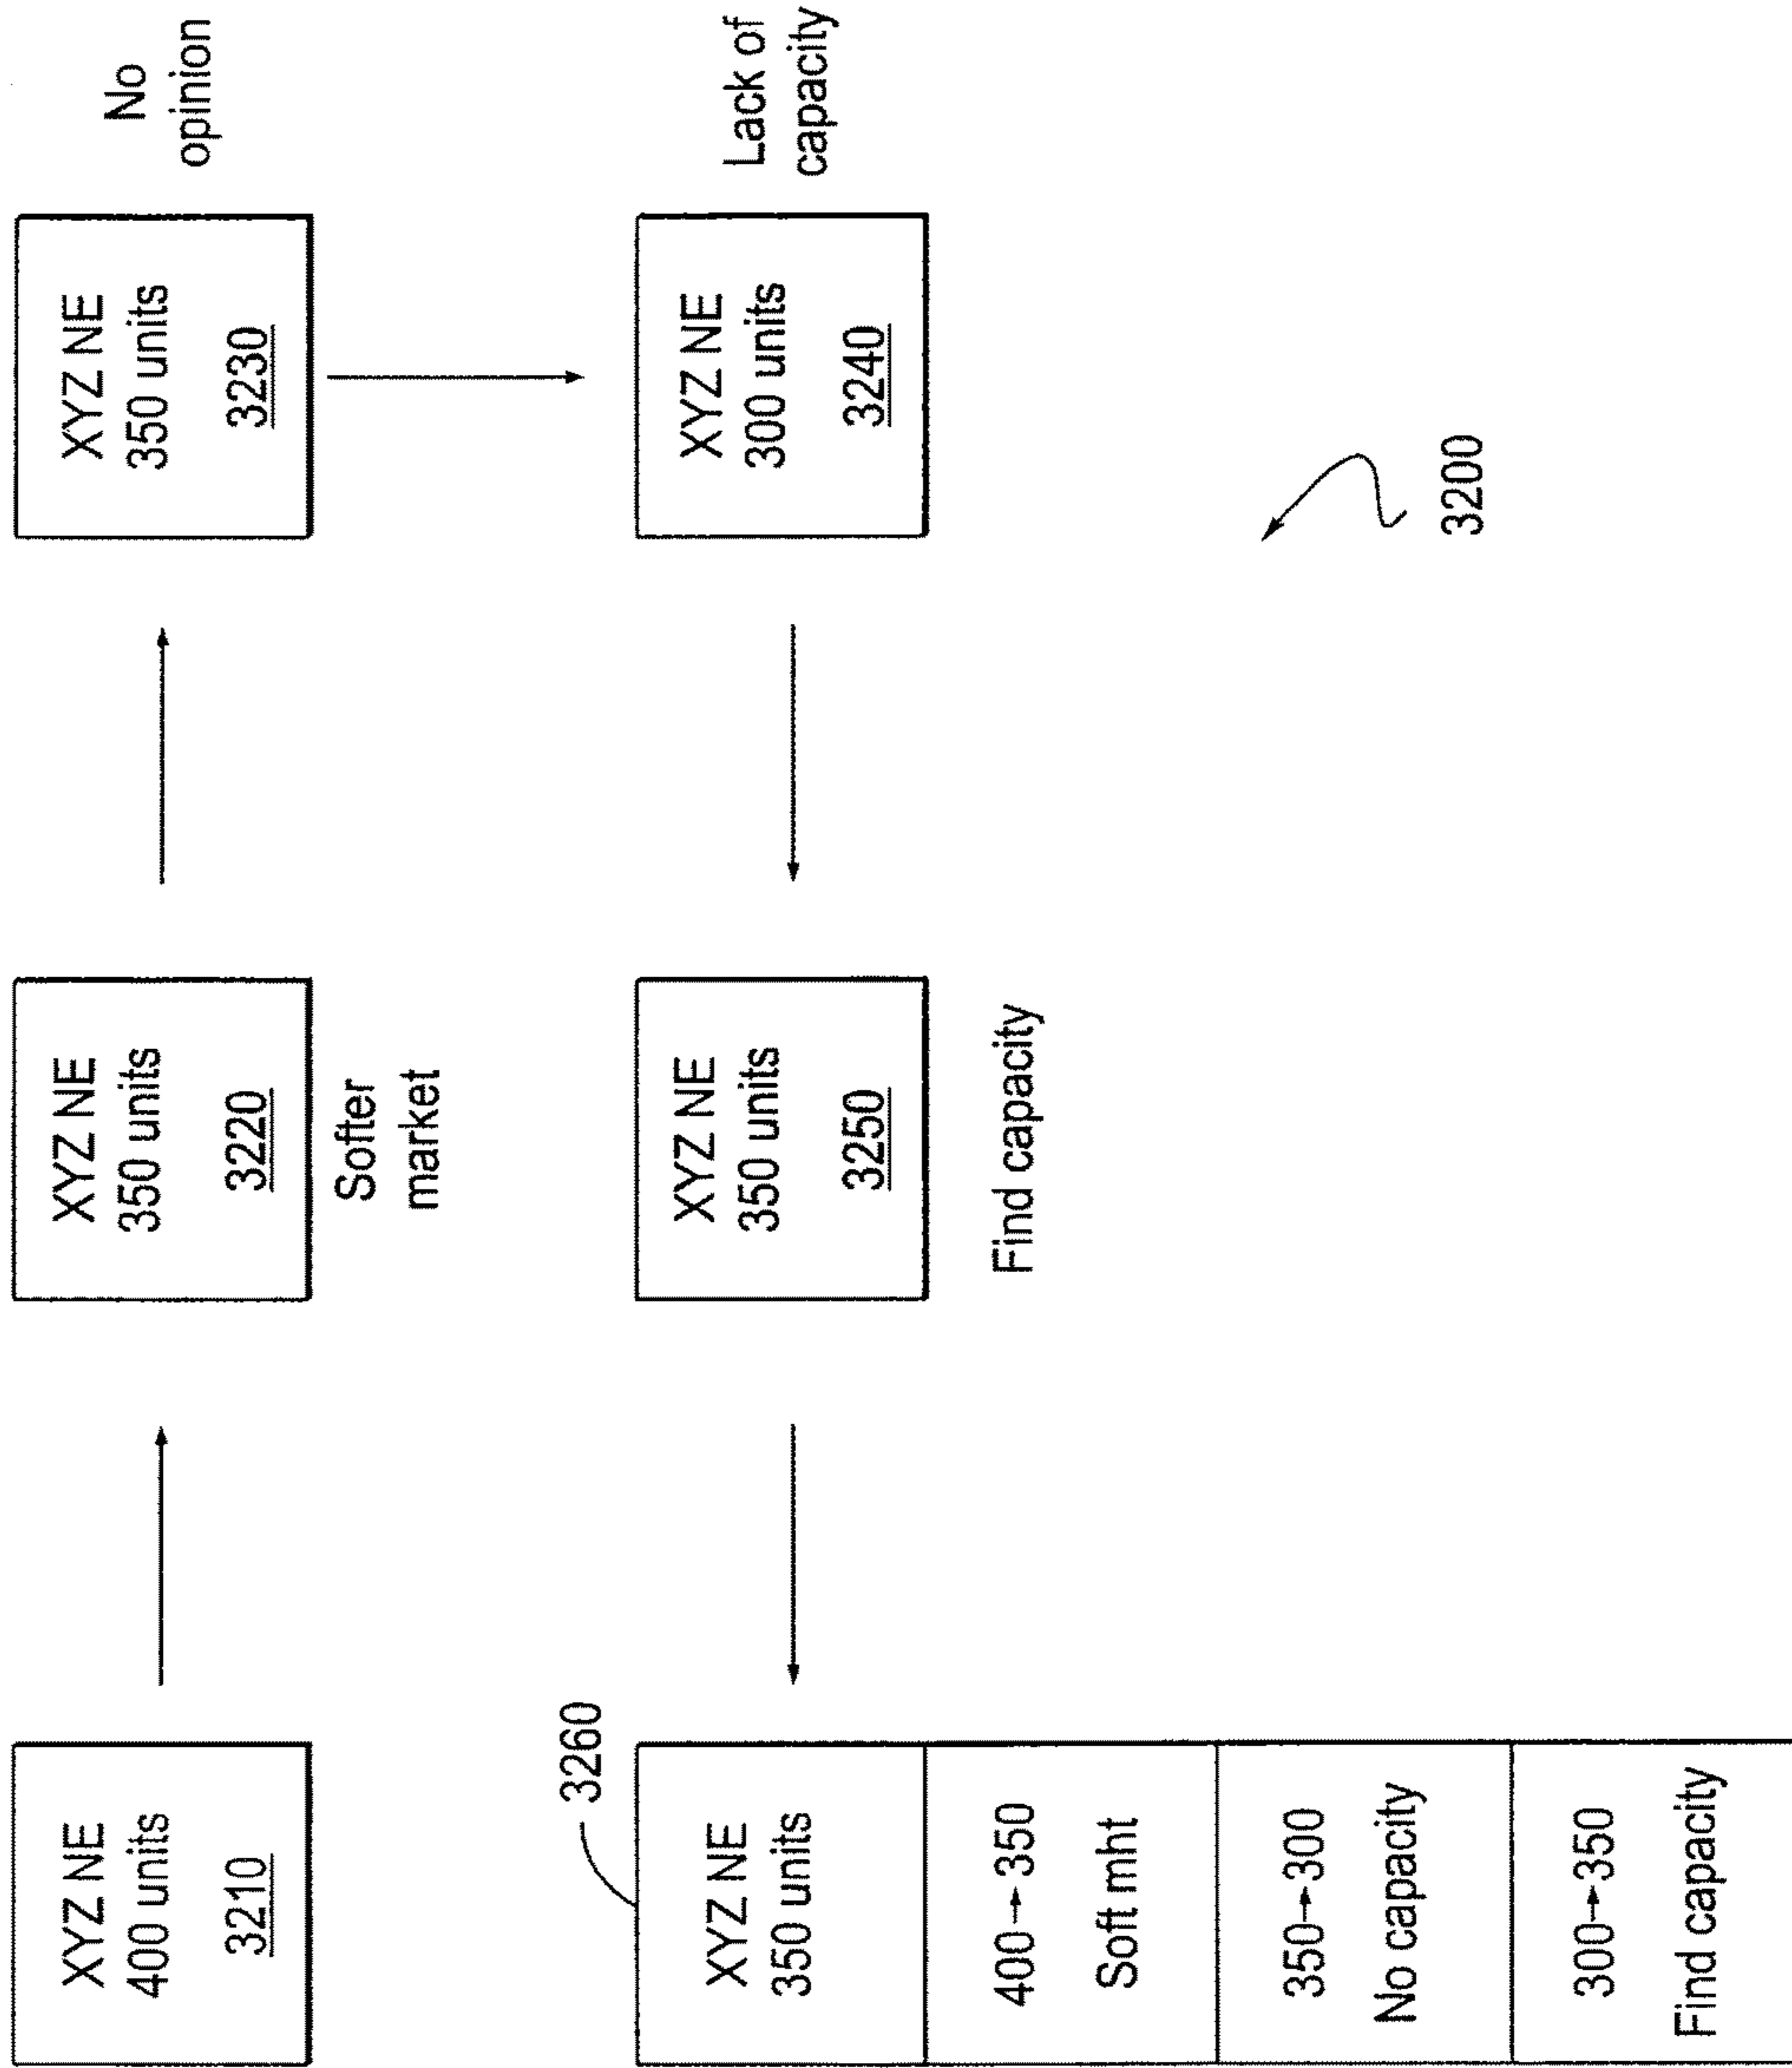 XYZ NE
400 units
3210
XYZ NE
350 units
3220
Softer
market
XYZ NE
350 units
3230
No
opinion
XYZ NE
300 units
3240
Lack of
capacity
XYZ NE
350 units
3250
Find capacity
3260
XYZ NE
350 units
400→350
Soft mht
350→300
No capacity
300→350
Find capacity
3200